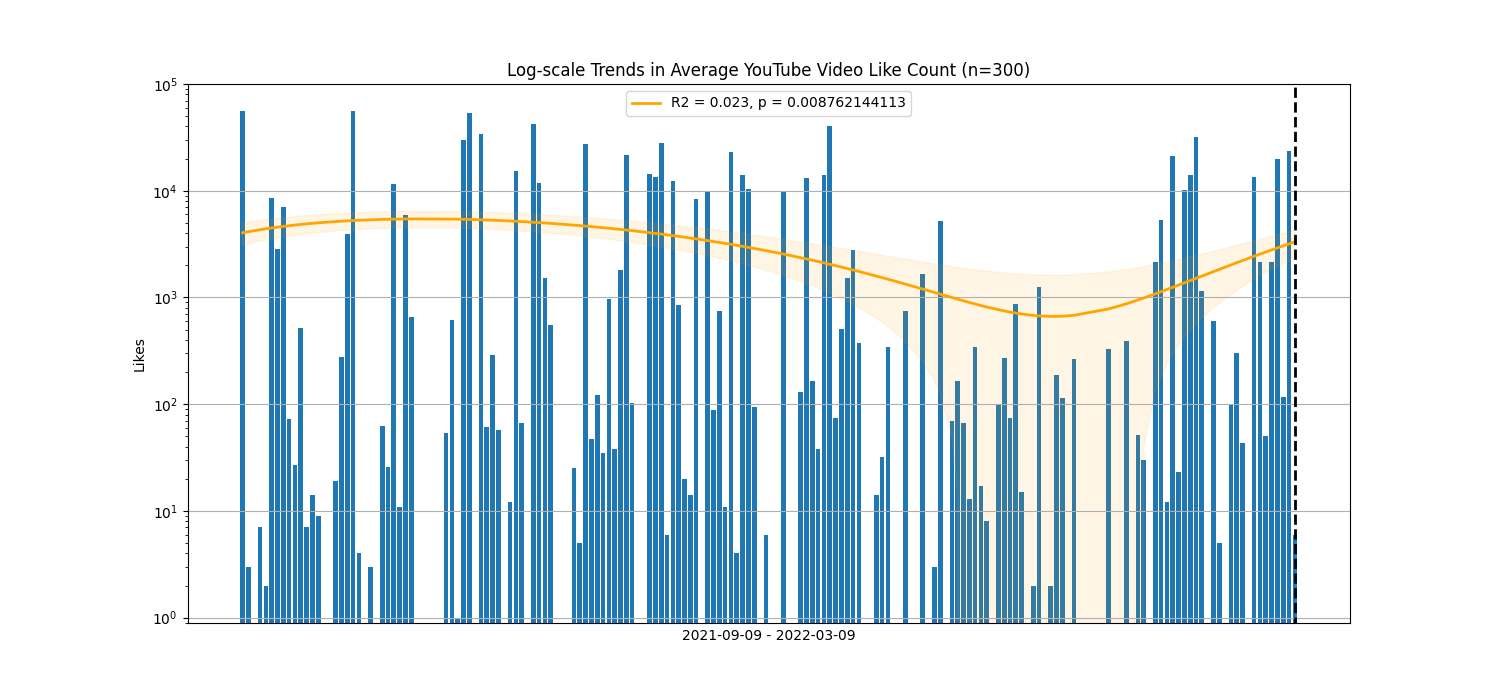 Log-scale Trends in Average YouTube Video Like Count (n=300)
R2 = 0.023, p = 0.008762144113
10^5
10^4
10^3
10^2
10^1
10^0
Likes
2021-09-09 - 2022-03-09